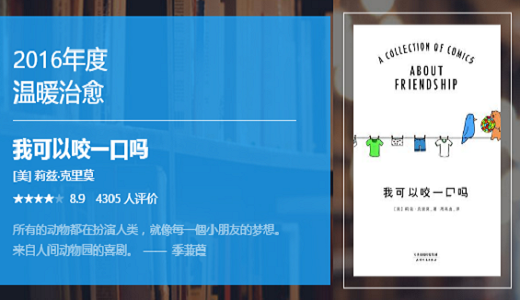 2016年度
温暖治愈
我可以咬一口吗
[美] 莉兹·克里莫
8.9 4305 人评价
所有的动物都在扮演人类，就像每一個小朋友的梦想。
来自人间动物园的喜剧。 —— 季蒹葭
A COLLECTION OF COMICS
ABOUT
FRIENDSHIP
我可以咬一口吗